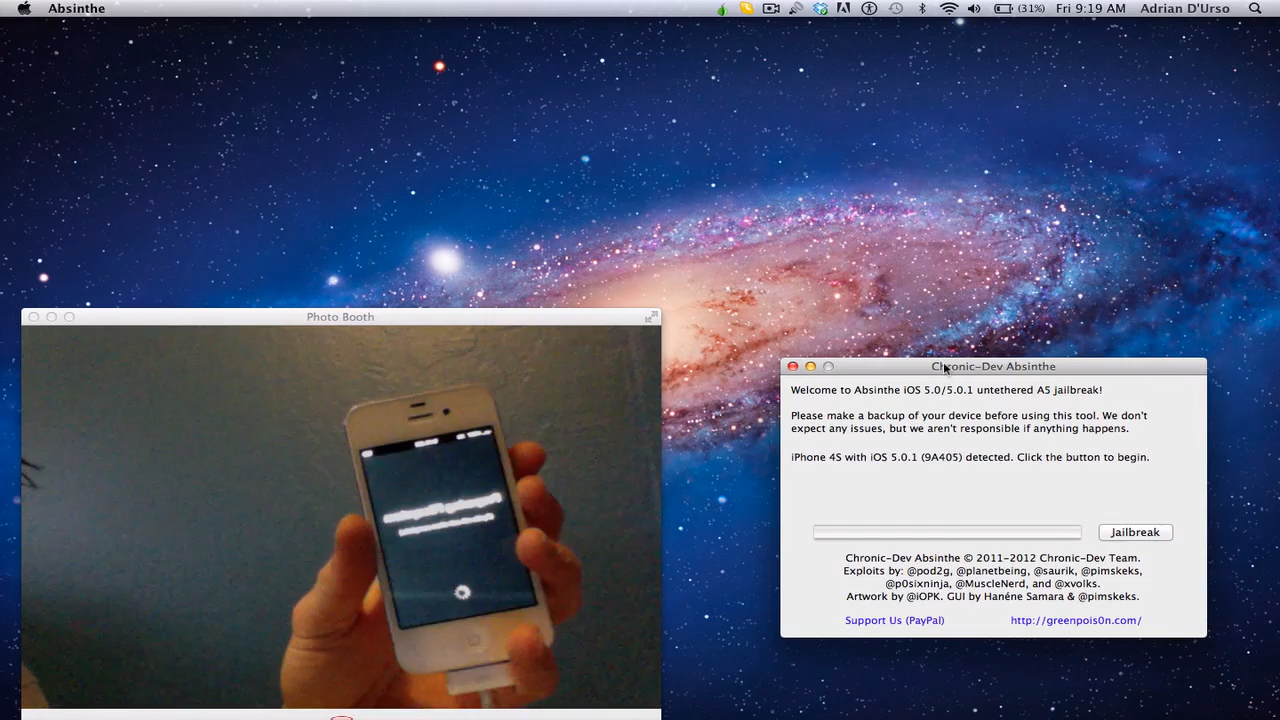 Absinthe
(31%) Fri 9:19 AM Adrian D'Urso
Photo Booth
Chronic-Dev Absinthe
Welcome to Absinthe iOS 5.0/5.0.1 untethered A5 jailbreak!
Please make a backup of your device before using this tool. We don't
expect any issues, but we aren't responsible if anything happens.
iPhone 4S with iOS 5.0.1 (9A405) detected. Click the button to begin.
Jailbreak
Chronic-Dev Absinthe © 2011-2012 Chronic-Dev Team.
Exploits by: @pod2g, @planetbeing, @saurik, @pimskeks,
@p0sixninja, @MuscleNerd, and @xvolks.
Artwork by @iOPK. GUI by Hanéne Samara & @pimskeks.
Support Us (PayPal) http://greenpois0n.com/